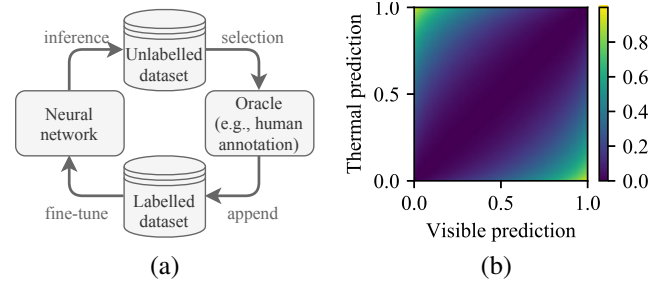 inference
Unlabelled
dataset
selection
Neural
network
Oracle
(e.g., human
annotation)
fine-tune
Labelled
dataset
append
(a)
Thermal prediction
1.0
0.5
0.0
0.0
0.5
1.0
Visible prediction
0.8
0.6
0.4
0.2
0.0
(b)